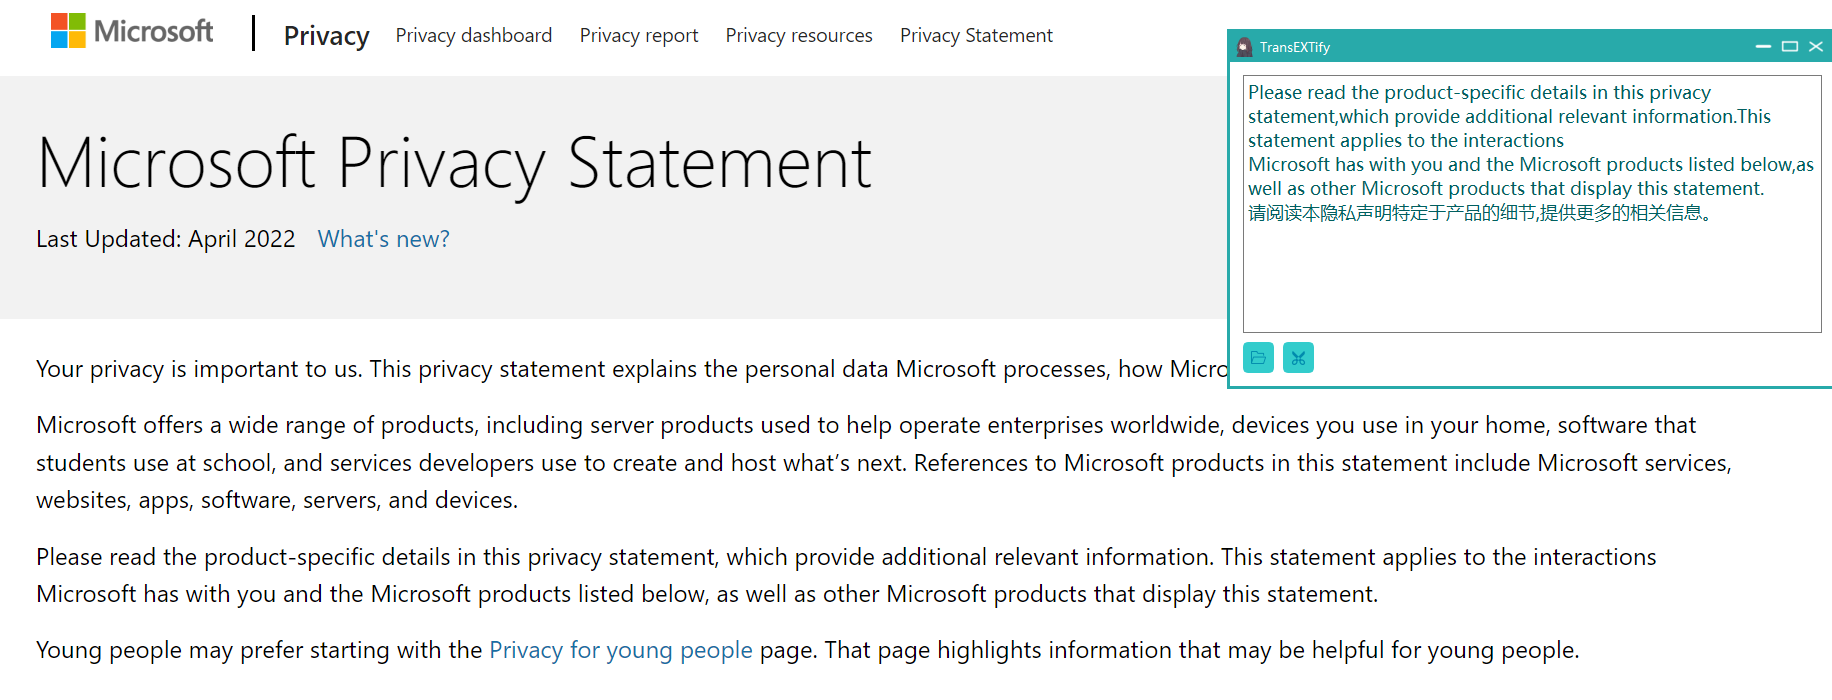 Microsoft
Privacy
Privacy dashboard
Privacy report
Privacy resources
Privacy Statement
Microsoft Privacy Statement
Last Updated: April 2022
What's new?
TransEXTify
Please read the product-specific details in this privacy
statement,which provide additional relevant information.This
statement applies to the interactions
Microsoft has with you and the Microsoft products listed below,as
well as other Microsoft products that display this statement.
请阅读本隐私声明特定于产品的细节,提供更多的相关信息。
Your privacy is important to us. This privacy statement explains the personal data Microsoft processes, how Micro
Microsoft offers a wide range of products, including server products used to help operate enterprises worldwide, devices you use in your home, software that
students use at school, and services developers use to create and host what’s next. References to Microsoft products in this statement include Microsoft services,
websites, apps, software, servers, and devices.
Please read the product-specific details in this privacy statement, which provide additional relevant information. This statement applies to the interactions
Microsoft has with you and the Microsoft products listed below, as well as other Microsoft products that display this statement.
Young people may prefer starting with the Privacy for young people page. That page highlights information that may be helpful for young people.